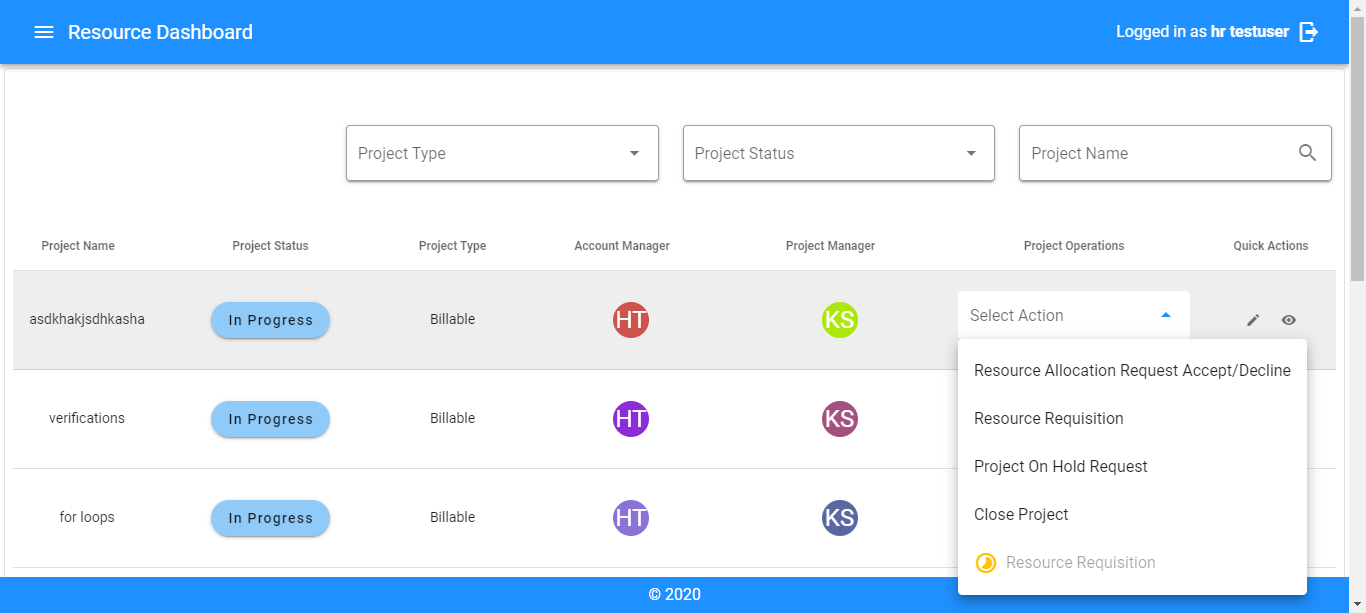 Resource Dashboard
Logged in as hr testuser
Project Type
Project Status
Project Name
Project Name Project Status Project Type Account Manager Project Manager Project Operations Quick Actions
asdkhakjsdhkasha In Progress Billable HT KS Select Action
Resource Allocation Request Accept/Decline
verifications In Progress Billable HT KS Resource Requisition
Project On Hold Request
for loops In Progress Billable HT KS Close Project
Resource Requisition
© 2020